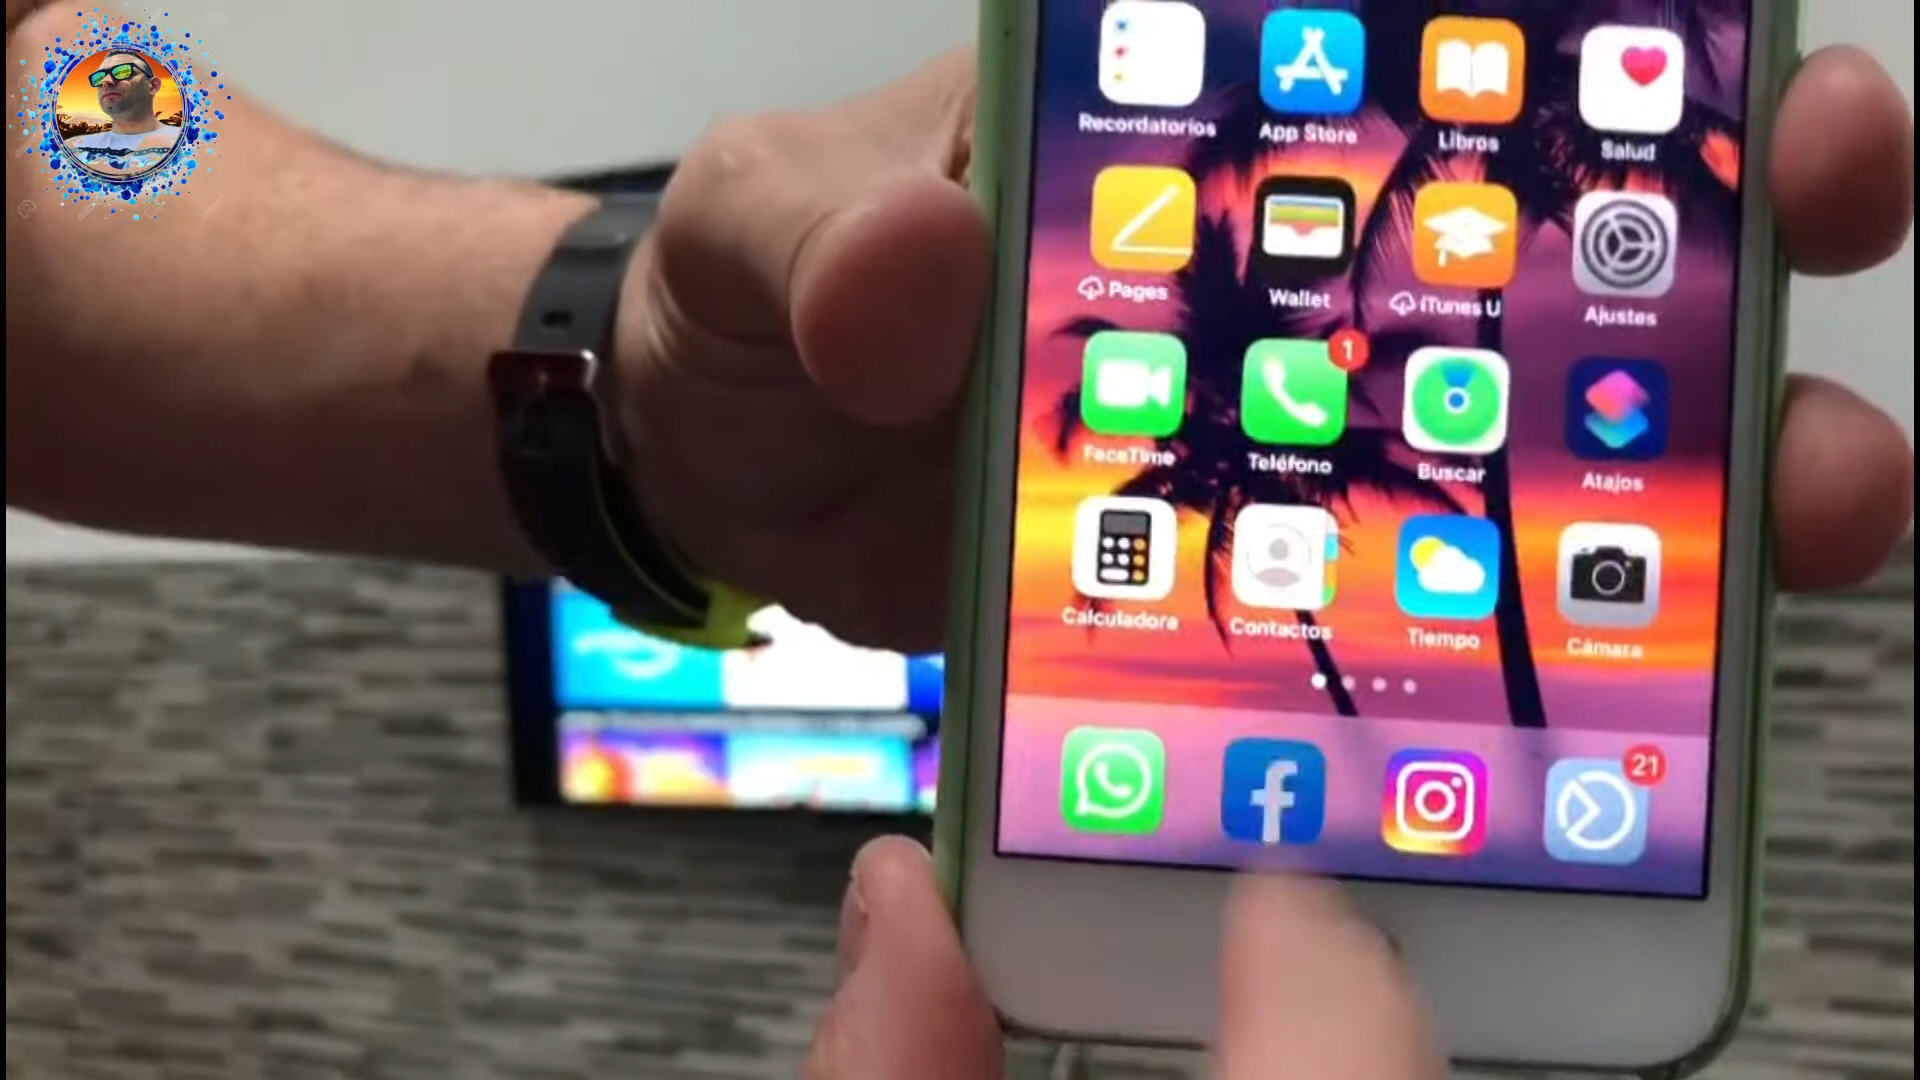 Recordatorios App Store Libros Salud
Pages Wallet iTunes U Ajustes
1
FaceTime Teléfono Buscar Atajos
Calculadora Contactos Tiempo Cámara
21